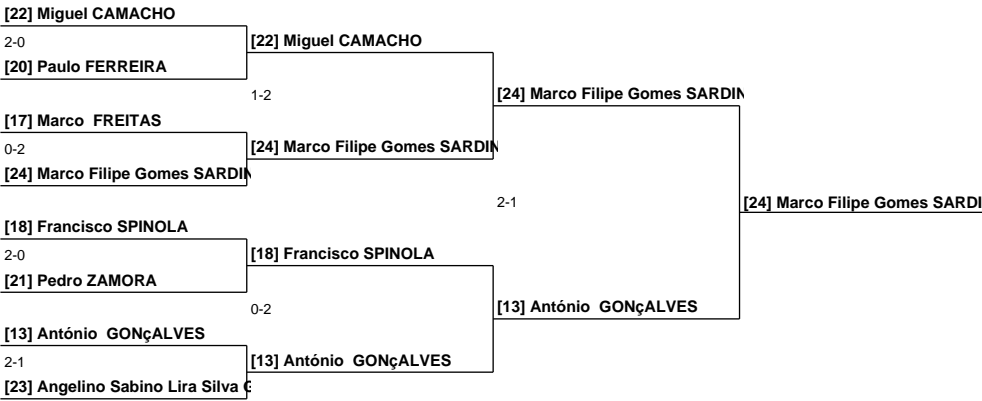 [22] Miguel CAMACHO
2-0
[22] Miguel CAMACHO
[20] Paulo FERREIRA
1-2
[24] Marco Filipe Gomes SARDIN
[17] Marco  FREITAS
0-2
[24] Marco Filipe Gomes SARDIN
[24] Marco Filipe Gomes SARDIN
2-1
[24] Marco Filipe Gomes SARDI
[18] Francisco SPINOLA
2-0
[18] Francisco SPINOLA
[21] Pedro ZAMORA
0-2
[13] António  GONçALVES
[13] António  GONçALVES
2-1
[13] António  GONçALVES
[23] Angelino Sabino Lira Silva G